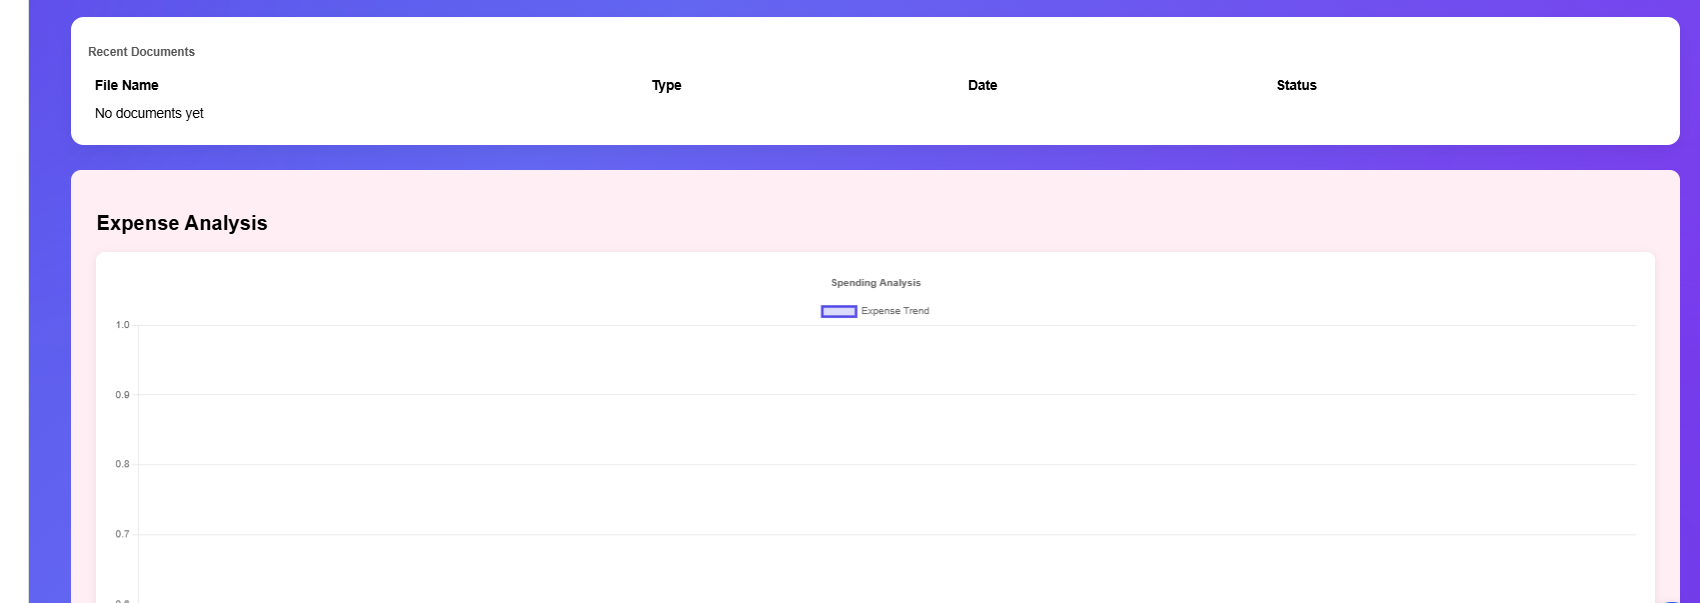 Recent Documents
File Name Type Date Status
No documents yet
Expense Analysis
Spending Analysis
Expense Trend
1.0
0.9
0.8
0.7